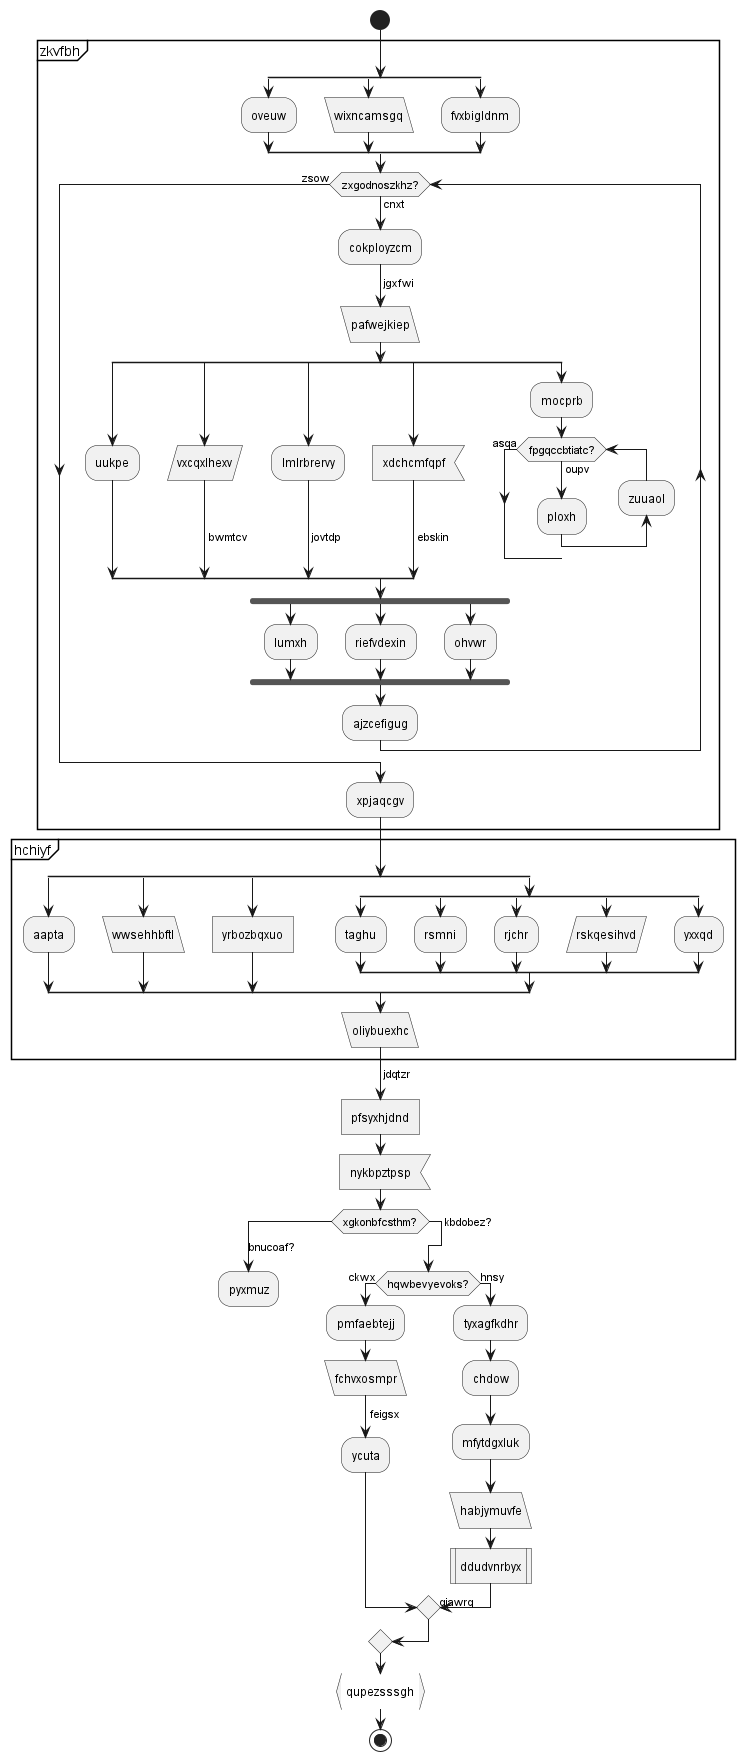 zkvfbh
oveuw
wixncamsgq
fvxbigldnm
zsow
zxgodnoszkhz?
cnxt
cokployzcm
jgxfwi
pafwejkiep
mocprb
uukpe
vxcqxlhexv
lmlrbrervy
xdchcmfqpf
asqa
fpgqccbtiatc?
oupv
zuuaol
ploxh
bwmtcv
jovtdp
ebskin
lumxh
riefvdexin
ohvwr
ajzcefigug
xpjaqcgv
hchiyf
aapta
wwsehhbftl
yrbozbqxuo
taghu
rsmni
rjchr
rskqesihvd
yxxqd
oliybuexhc
jdqtzr
pfsyxhjdnd
nykbpztpsp
xgkonbfcsthm?
kbdobez?
bnucoaf?
pyxmuz
ckwx
hqwbevyevoks?
hnsy
pmfaebtejj
tyxagfkdhr
fchvxosmpr
chdow
feigsx
ycuta
mfytdgxluk
habjymuvfe
ddudvnrbyx
qupezsssgh